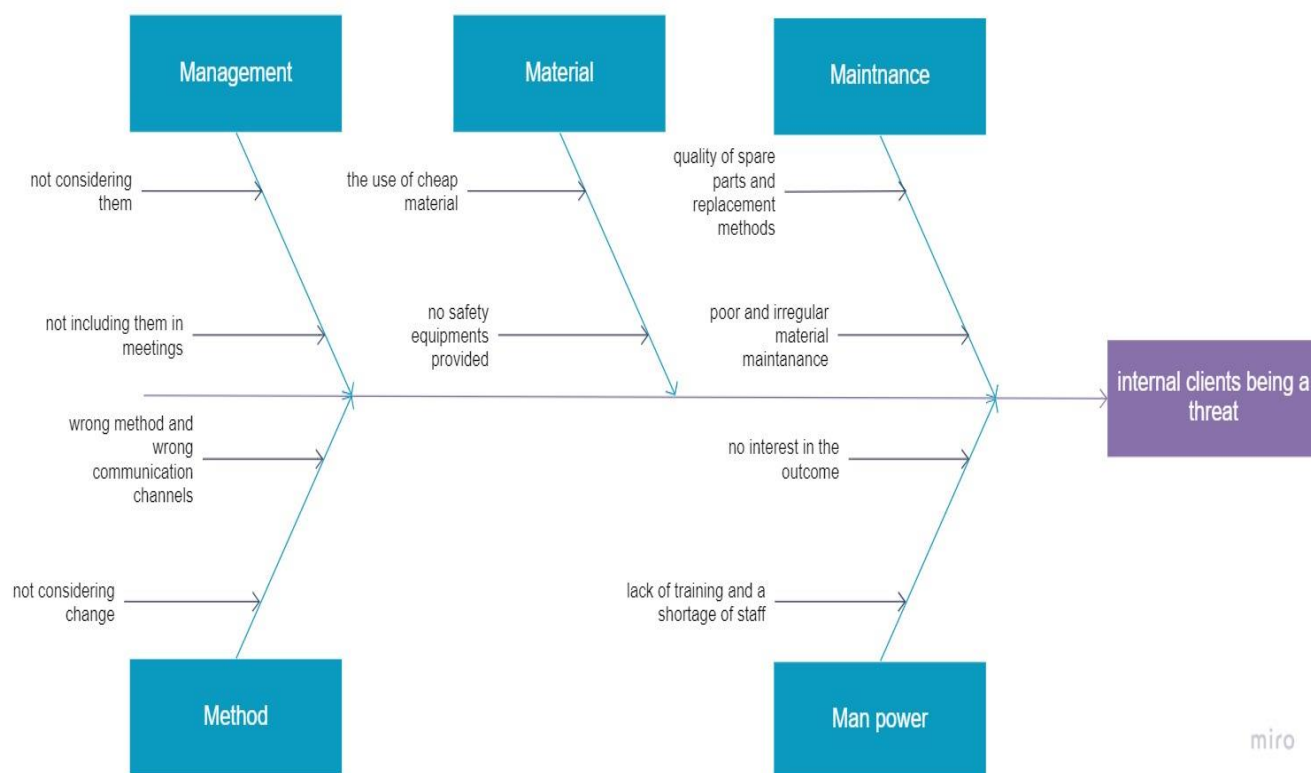 Management
Material
Maintnance
not considering
them
the use of cheap
material
quality of spare
parts and
replacement
methods
not including them in
meetings
no safety
equipments
provided
poor and irregular
material
maintanance
internal clients being a
threat
wrong method and
wrong
communication
channels
no interest in the
outcome
not considering
change
lack of training and a
shortage of staff
Method
Man power
miro